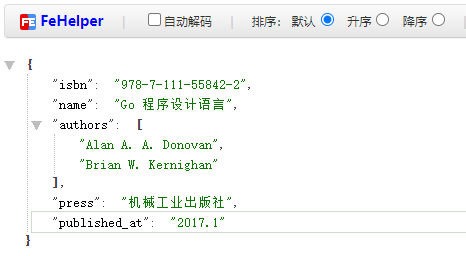 FeHelper 自动解码 排序: 默认 升序 降序
{
"isbn": "978-7-111-55842-2",
"name": "Go 程序设计语言",
"authors": [
"Alan A. A. Donovan",
"Brian W. Kernighan"
],
"press": "机械工业出版社",
"published_at": "2017.1"
}